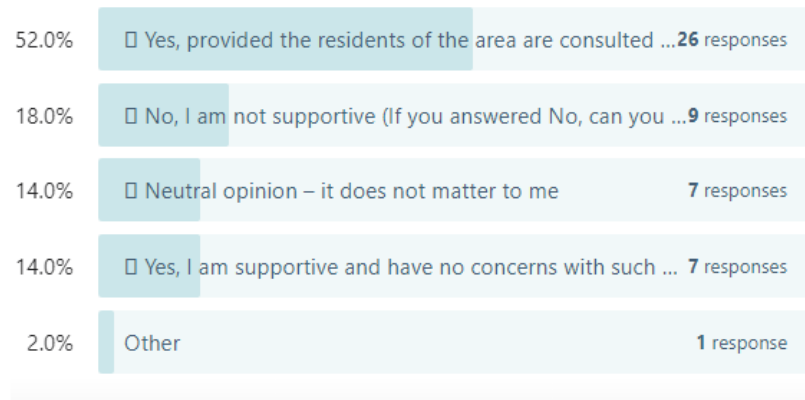 52.0% ▯ Yes, provided the residents of the area are consulted ...26 responses
18.0% ▯ No, I am not supportive (If you answered No, can you ...9 responses
14.0% ▯ Neutral opinion – it does not matter to me 7 responses
14.0% ▯ Yes, I am supportive and have no concerns with such ... 7 responses
2.0% Other 1 response